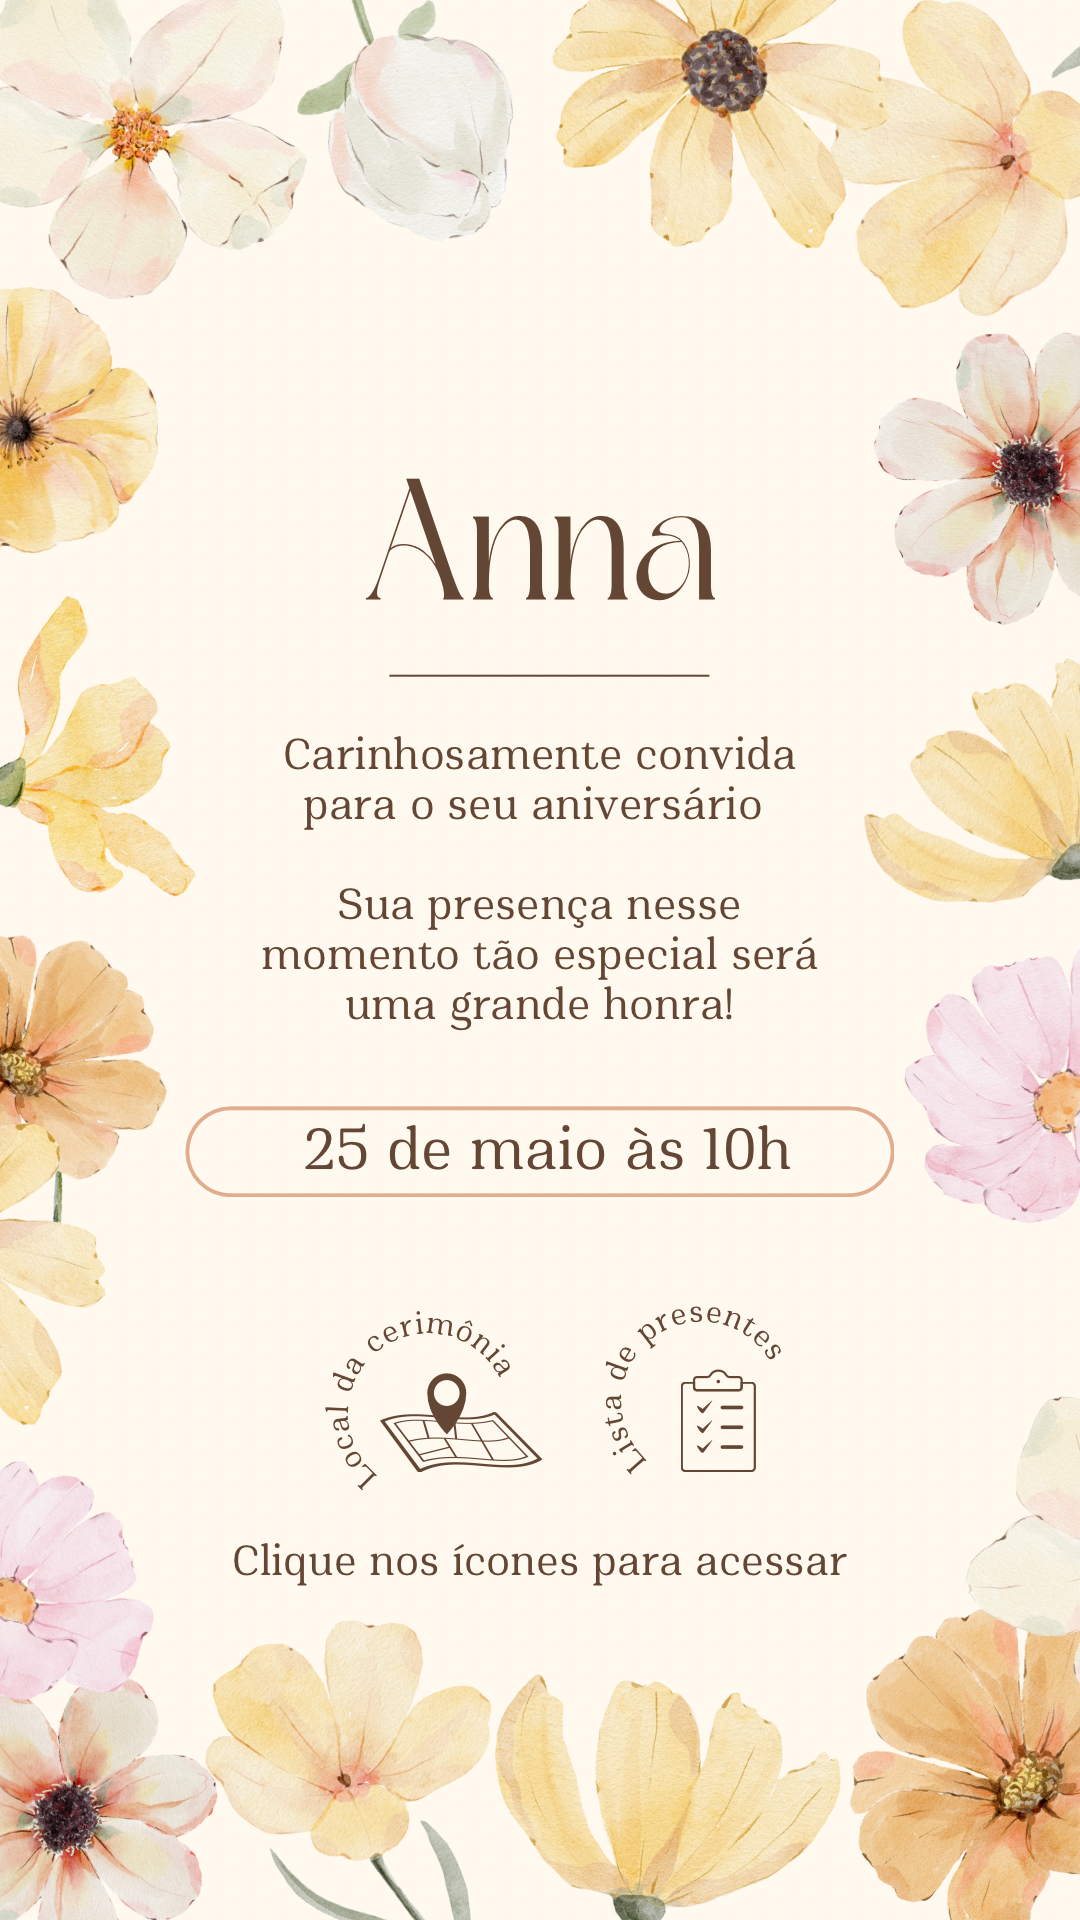 Anna
Carinhosamente convida
para o seu aniversário
Sua presença nesse
momento tão especial será
uma grande honra!
25 de maio às 10h
Local da cerimônia
Lista de presentes
Clique nos ícones para acessar